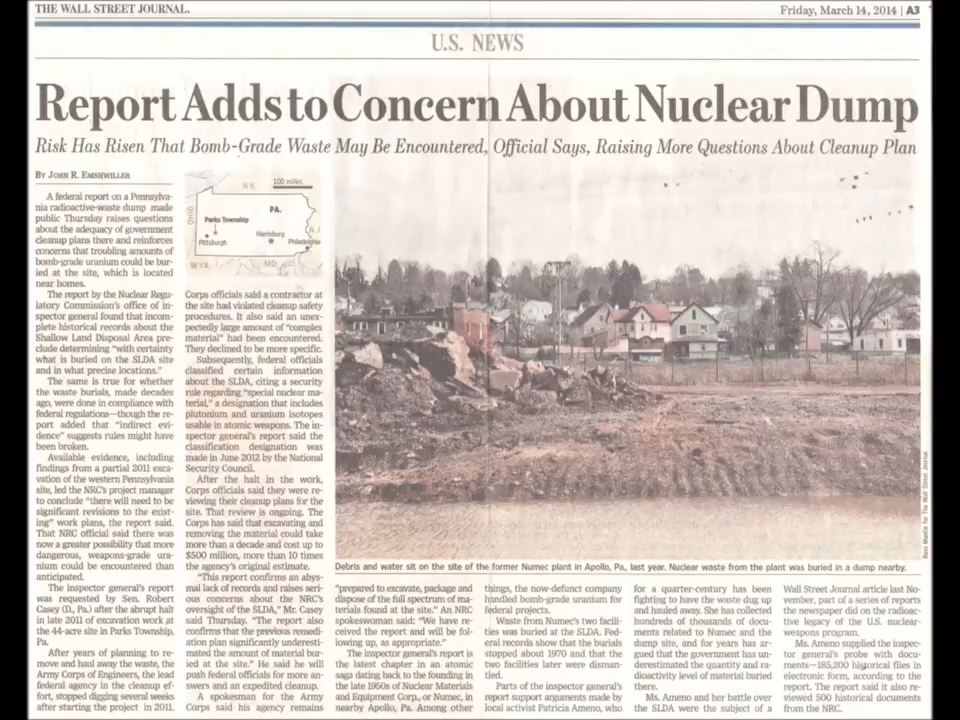 THE WALL STREET JOURNAL.
Friday, March 14, 2014 | A3
U.S. NEWS
Report Adds to Concern About Nuclear Dump
Risk Has Risen That Bomb-Grade Waste May Be Encountered, Official Says, Raising More Questions About Cleanup Plan
BY JOHN R. EMSHWILLER
A federal report on a Pennsylva-
nia radioactive-waste dump made
public Thursday raises questions
about the adequacy of government
cleanup plans there and reinforces
concerns that troubling amounts of
bomb-grade uranium could be bur-
ied at the site, which is located
near homes.
The report by the Nuclear Regu-
latory Commission's office of in-
spector general found that incom-
plete historical records about the
Shallow Land Disposal Area pre-
clude determining "with certainty
what is buried on the SLDA site
and in what precise locations."
The same is true for whether
the waste burials, made decades
ago, were done in compliance with
federal regulations—though the re-
port added that "indirect evi-
dence" suggests rules might have
been broken.
Available evidence, including
findings from a partial 2011 exca-
vation of the western Pennsylvania
site, led the NRC's project manager
to conclude "there will need to be
significant revisions to the exist-
ing" work plans, the report said.
That NRC official said there was
now a greater possibility that more
dangerous, weapons-grade ura-
nium could be encountered than
anticipated.
The inspector general's report
was requested by Sen. Robert
Casey (D., Pa.) after the abrupt halt
in late 2011 of excavation work at
the 44-acre site in Parks Township,
Pa.
After years of planning to re-
move and haul away the waste, the
Army Corps of Engineers, the lead
federal agency in the cleanup ef-
fort, stopped digging several weeks
after starting the project in 2011.
N.Y.
100 miles
OHIO
PA.
Parks Township
Pittsburgh
Harrisburg
N.J.
Philadelphia
W.VA.
MD.
Corps officials said a contractor at
the site had violated cleanup safety
procedures. It also said an unex-
pectedly large amount of "complex
material" had been encountered.
They declined to be more specific.
Subsequently, federal officials
classified certain information
about the SLDA, citing a security
rule regarding "special nuclear ma-
terial," a designation that includes
plutonium and uranium isotopes
usable in atomic weapons. The in-
spector general's report said the
classification designation was
made in June 2012 by the National
Security Council.
After the halt in the work,
Corps officials said they were re-
viewing their cleanup plans for the
site. That review is ongoing. The
Corps has said that excavating and
removing the material could take
more than a decade and cost up to
$500 million, more than 10 times
the agency's original estimate.
"This report confirms an abys-
mal lack of records and raises seri-
ous concerns about the NRC's
oversight of the SLDA," Mr. Casey
said Thursday. "The report also
confirms that the previous remedi-
ation plan significantly underesti-
mated the amount of material bur-
ied at the site." He said he will
push federal officials for more an-
swers and an expedited cleanup.
A spokesman for the Army
Corps said his agency remains
Ross Mantle for The Wall Street Journal
Debris and water sit on the site of the former Numec plant in Apollo, Pa., last year. Nuclear waste from the plant was buried in a dump nearby.
"prepared to excavate, package and
dispose of the full spectrum of ma-
terials found at the site." An NRC
spokeswoman said: "We have re-
ceived the report and will be fol-
lowing up, as appropriate."
The inspector general's report is
the latest chapter in an atomic
saga dating back to the founding in
the late 1950s of Nuclear Materials
and Equipment Corp., or Numec, in
nearby Apollo, Pa. Among other
things, the now-defunct company
handled bomb-grade uranium for
federal projects.
Waste from Numec's two facili-
ties was buried at the SLDA. Fed-
eral records show that the burials
stopped about 1970 and that the
two facilities later were disman-
tled.
Parts of the inspector general's
report support arguments made by
local activist Patricia Ameno, who
for a quarter-century has been
fighting to have the waste dug up
and hauled away. She has collected
hundreds of thousands of docu-
ments related to Numec and the
dump site, and for years has ar-
gued that the government has un-
derestimated the quantity and ra-
dioactivity level of material buried
there.
Ms. Ameno and her battle over
the SLDA were the subject of a
Wall Street Journal article last No-
vember, part of a series of reports
the newspaper did on the radioac-
tive legacy of the U.S. nuclear-
weapons program.
Ms. Ameno supplied the inspec-
tor general's probe with docu-
ments—185,200 historical files in
electronic form, according to the
report. The report said it also re-
viewed 500 historical documents
from the NRC.